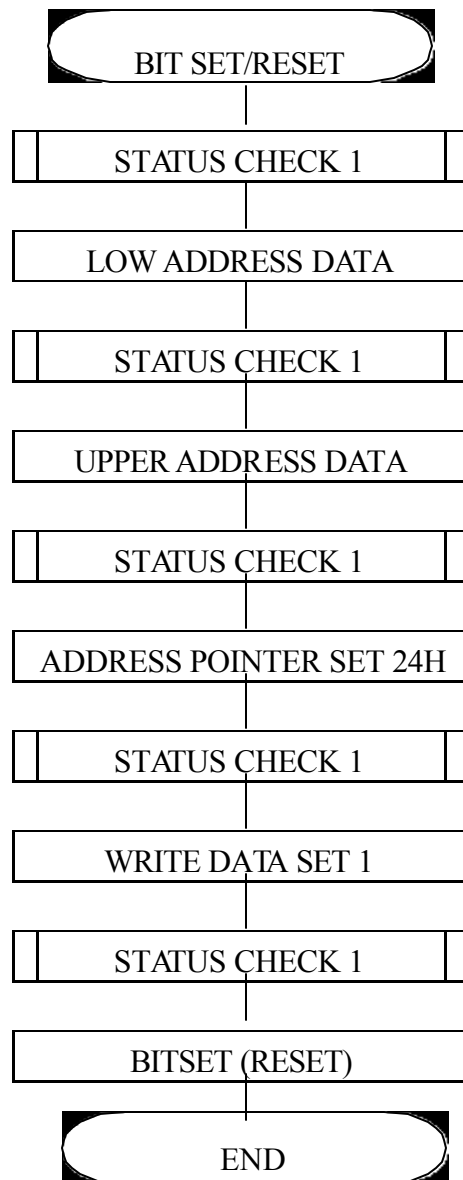 BIT SET/RESET
STATUS CHECK 1
LOW ADDRESS DATA
STATUS CHECK 1
UPPER ADDRESS DATA
STATUS CHECK 1
ADDRESS POINTER SET 24H
STATUS CHECK 1
WRITE DATA SET 1
STATUS CHECK 1
BITSET (RESET)
END